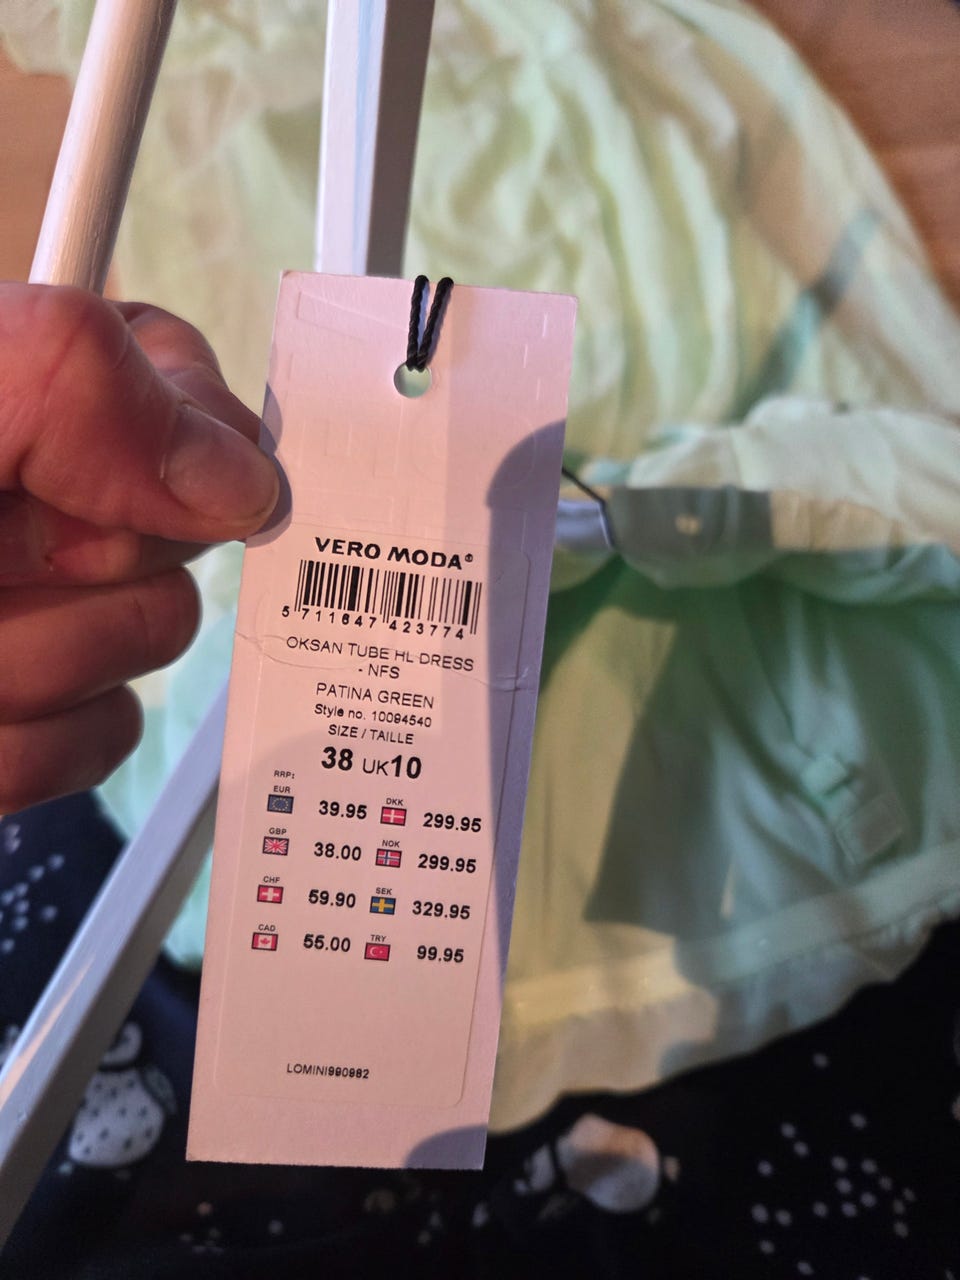 VERO MODA®
5 711647 423774
OKSAN TUBE HL DRESS
- NFS
PATINA GREEN
Style no. 10094540
SIZE / TAILLE
38 UK10
RRP:
EUR 39.95 DKK 299.95
GBP 38.00 NOK 299.95
CHF 59.90 SEK 329.95
CAD 55.00 TRY 99.95
LOMINI990982